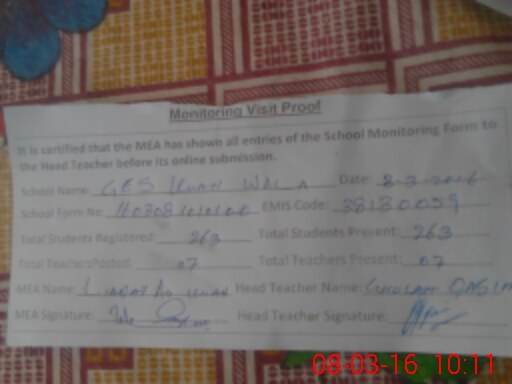 Monitoring Visit Proof
It is certified that the MEA has shown all entries of the School Monitoring Form to
the Head Teacher before its online submission.
School Name: GES WALA Date: 8-3-2016
School Form No: EMIS Code: 38130059
Total Students Registered: 263 Total Students Present: 263
Total Teachers Posted: 07 Total Teachers Present: 07
MEA Name: Head Teacher Name:
MEA Signature: Head Teacher Signature:
08-03-16 10:11